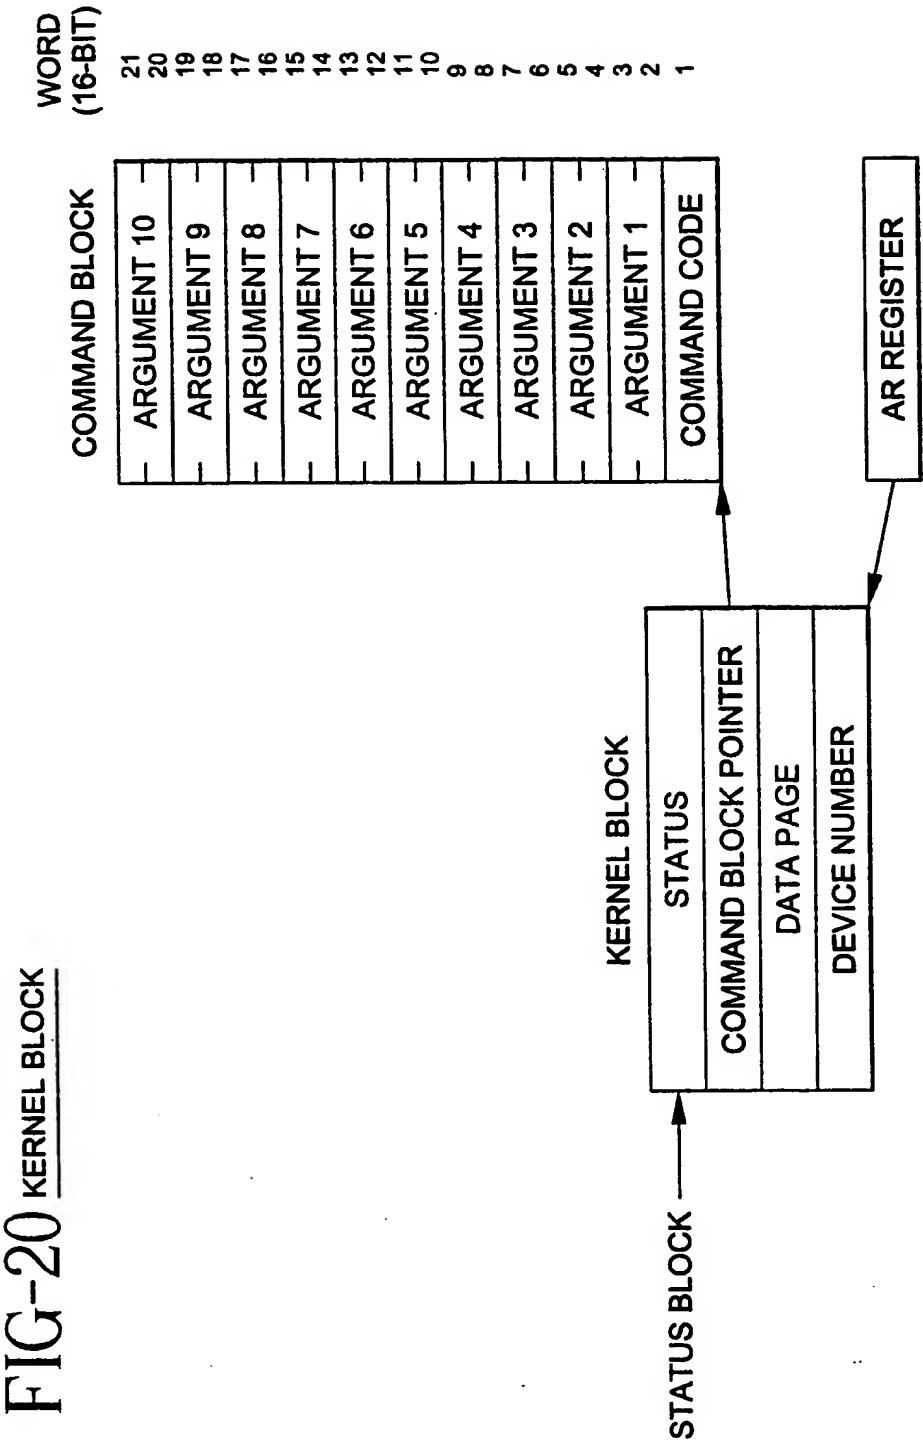 FIG-20 KERNEL BLOCK
COMMAND BLOCK
WORD
(16-BIT)
ARGUMENT 10
21
20
ARGUMENT 9
19
18
ARGUMENT 8
17
16
ARGUMENT 7
15
14
ARGUMENT 6
13
12
ARGUMENT 5
11
10
ARGUMENT 4
9
8
ARGUMENT 3
7
6
ARGUMENT 2
5
4
ARGUMENT 1
3
2
COMMAND CODE
1
KERNEL BLOCK
STATUS BLOCK
STATUS
COMMAND BLOCK POINTER
DATA PAGE
DEVICE NUMBER
AR REGISTER